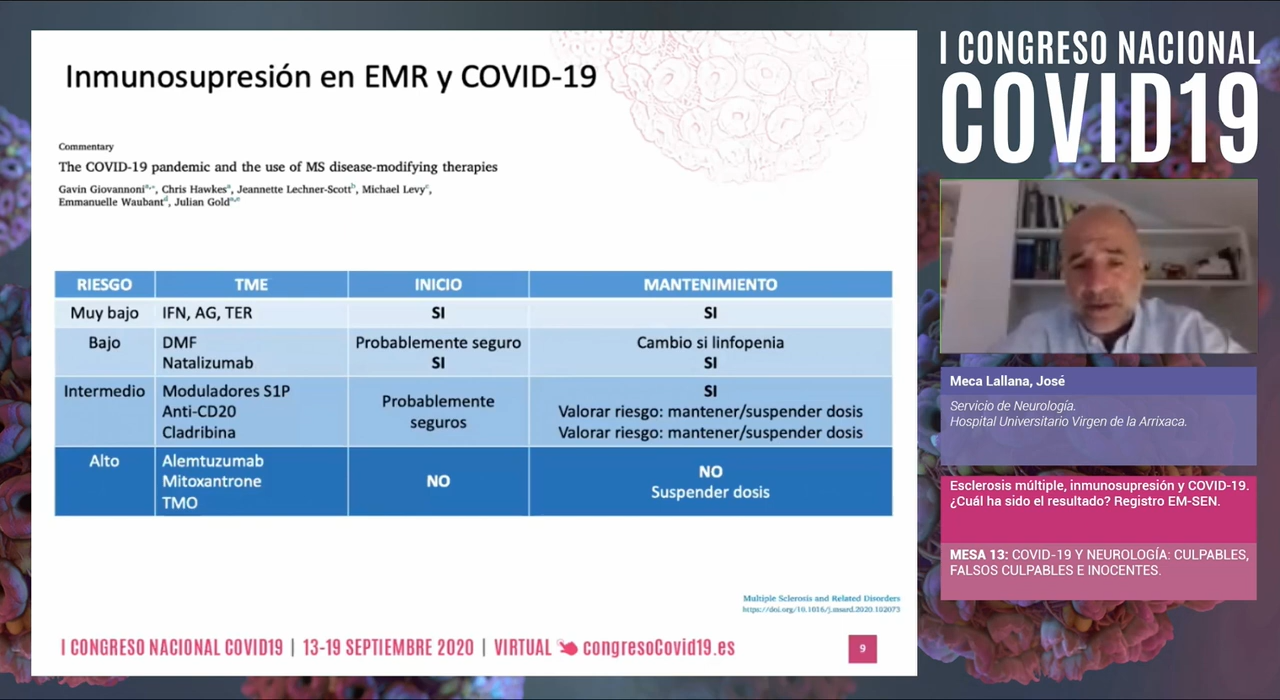 Inmunosupresión en EMR y COVID-19
Commentary
The COVID-19 pandemic and the use of MS disease-modifying therapies
Gavin Giovannoni, Chris Hawkes, Jeannette Lechner-Scott, Michael Levy,
Emmanuelle Waubant, Julian Gold
RIESGO TME INICIO MANTENIMIENTO
Muy bajo IFN, AG, TER SI SI
Bajo DMF Probablemente seguro Cambio si linfopenia
Natalizumab SI SI
Intermedio Moduladores S1P Probablemente seguros SI
Anti-CD20 Valorar riesgo: mantener/suspender dosis
Cladribina Valorar riesgo: mantener/suspender dosis
Alto Alemtuzumab NO NO
Mitoxantrone Suspender dosis
TMO
Multiple Sclerosis and Related Disorders
https://doi.org/10.1016/j.msard.2020.102073
I CONGRESO NACIONAL COVID19 | 13-19 SEPTIEMBRE 2020 | VIRTUAL congresoCovid19.es
9
I CONGRESO NACIONAL
COVID19
Meca Lallana, José
Servicio de Neurología.
Hospital Universitario Virgen de la Arrixaca.
Esclerosis múltiple, inmunosupresión y COVID-19.
¿Cuál ha sido el resultado? Registro EM-SEN.
MESA 13: COVID-19 Y NEUROLOGÍA: CULPABLES,
FALSOS CULPABLES E INOCENTES.